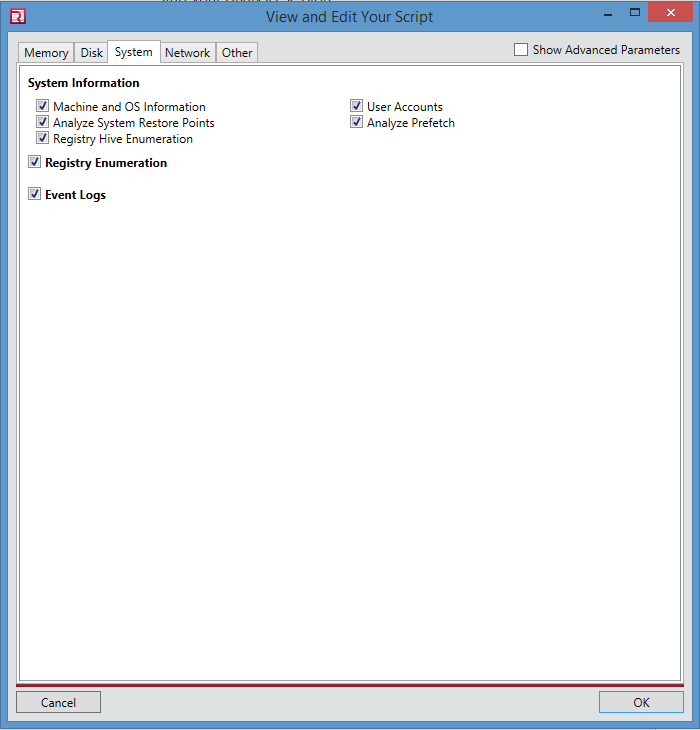 View and Edit Your Script
Memory Disk System Network Other
Show Advanced Parameters
System Information
Machine and OS Information User Accounts
Analyze System Restore Points Analyze Prefetch
Registry Hive Enumeration
Registry Enumeration
Event Logs
Cancel OK